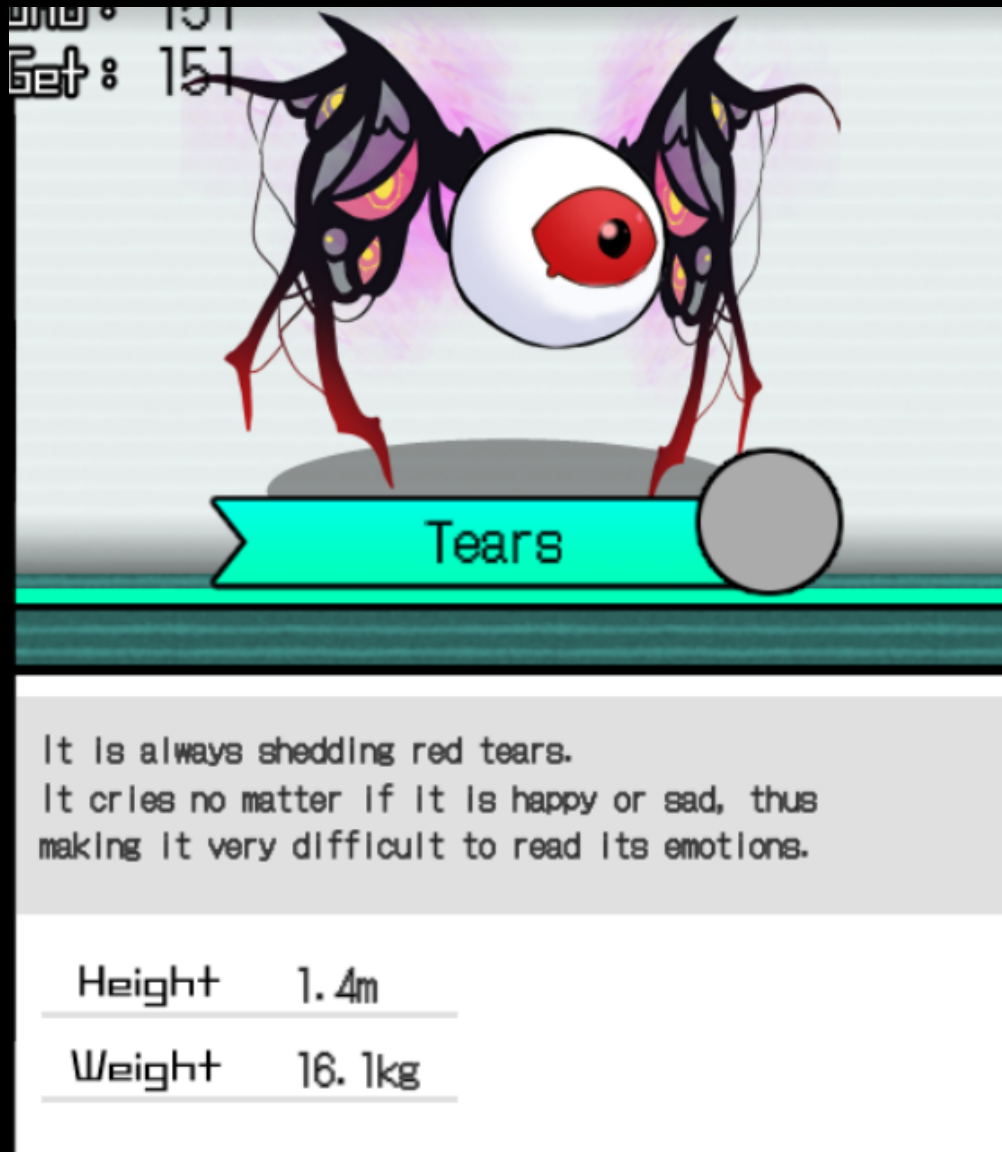 151
Get: 151
Tears
It is always shedding red tears.
It cries no matter if it is happy or sad, thus
making it very difficult to read its emotions.
Height 1.4m
Weight 16.1kg